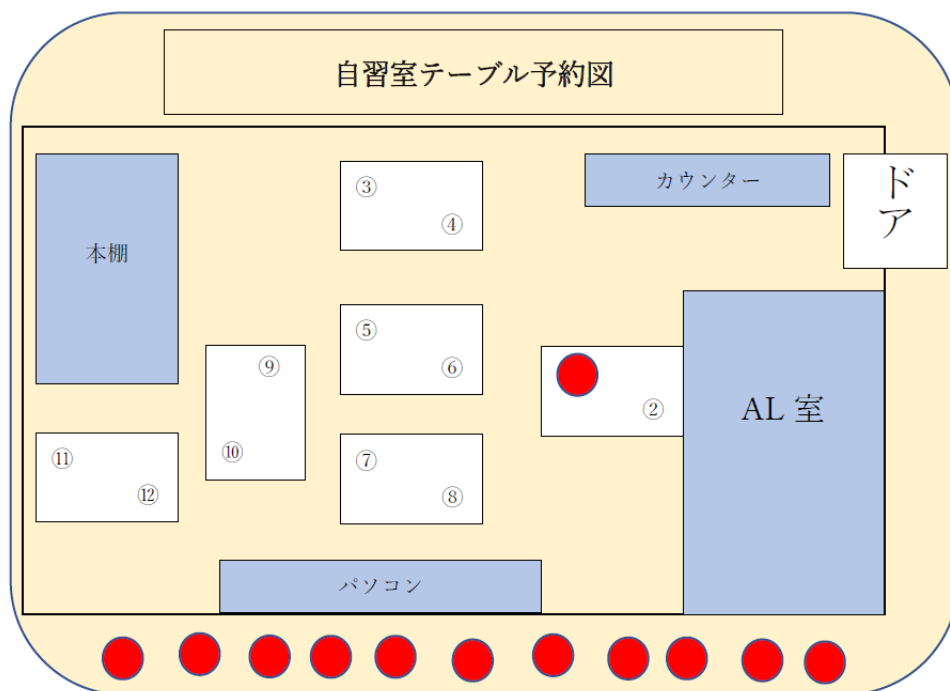 自習室テーブル予約図
③
カウンター
ドア
④
本棚
⑤
⑨
⑥
②
AL 室
⑪
⑩
⑦
⑫
⑧
パソコン